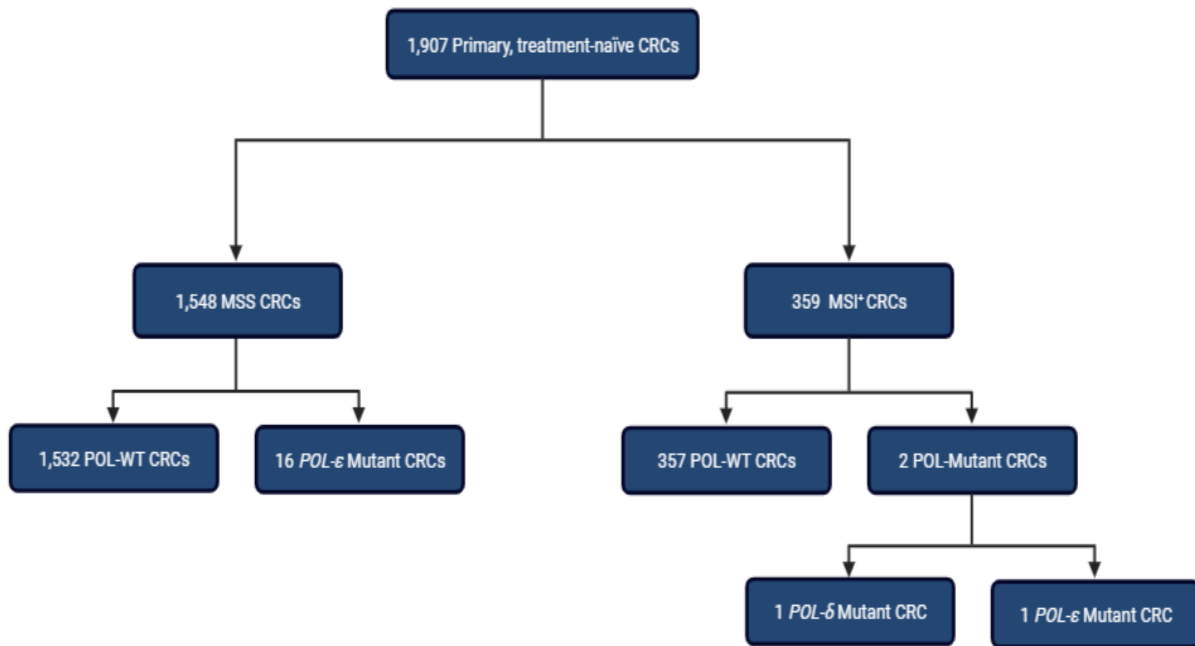 1,907 Primary, treatment-naïve CRCs
1,548 MSS CRCs
359 MSI⁺ CRCs
1,532 POL-WT CRCs
16 POL-ε Mutant CRCs
357 POL-WT CRCs
2 POL-Mutant CRCs
1 POL-δ Mutant CRC
1 POL-ε Mutant CRC